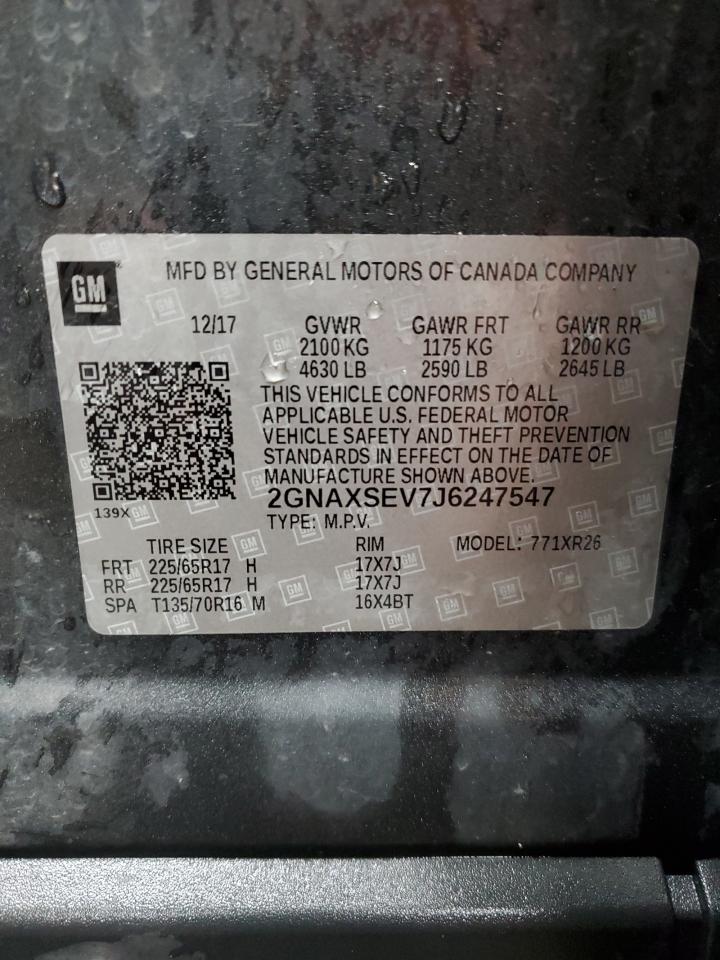 GM
MFD BY GENERAL MOTORS OF CANADA COMPANY
12/17 GVWR GAWR FRT GAWR RR
2100 KG 1175 KG 1200 KG
4630 LB 2590 LB 2645 LB
THIS VEHICLE CONFORMS TO ALL
APPLICABLE U.S. FEDERAL MOTOR
VEHICLE SAFETY AND THEFT PREVENTION
STANDARDS IN EFFECT ON THE DATE OF
MANUFACTURE SHOWN ABOVE.
2GNAXSEV7J6247547
139X
TYPE: M.P.V.
TIRE SIZE RIM MODEL: 771XR26
FRT 225/65R17 H 17X7J
RR 225/65R17 H 17X7J
SPA T135/70R16 M 16X4BT